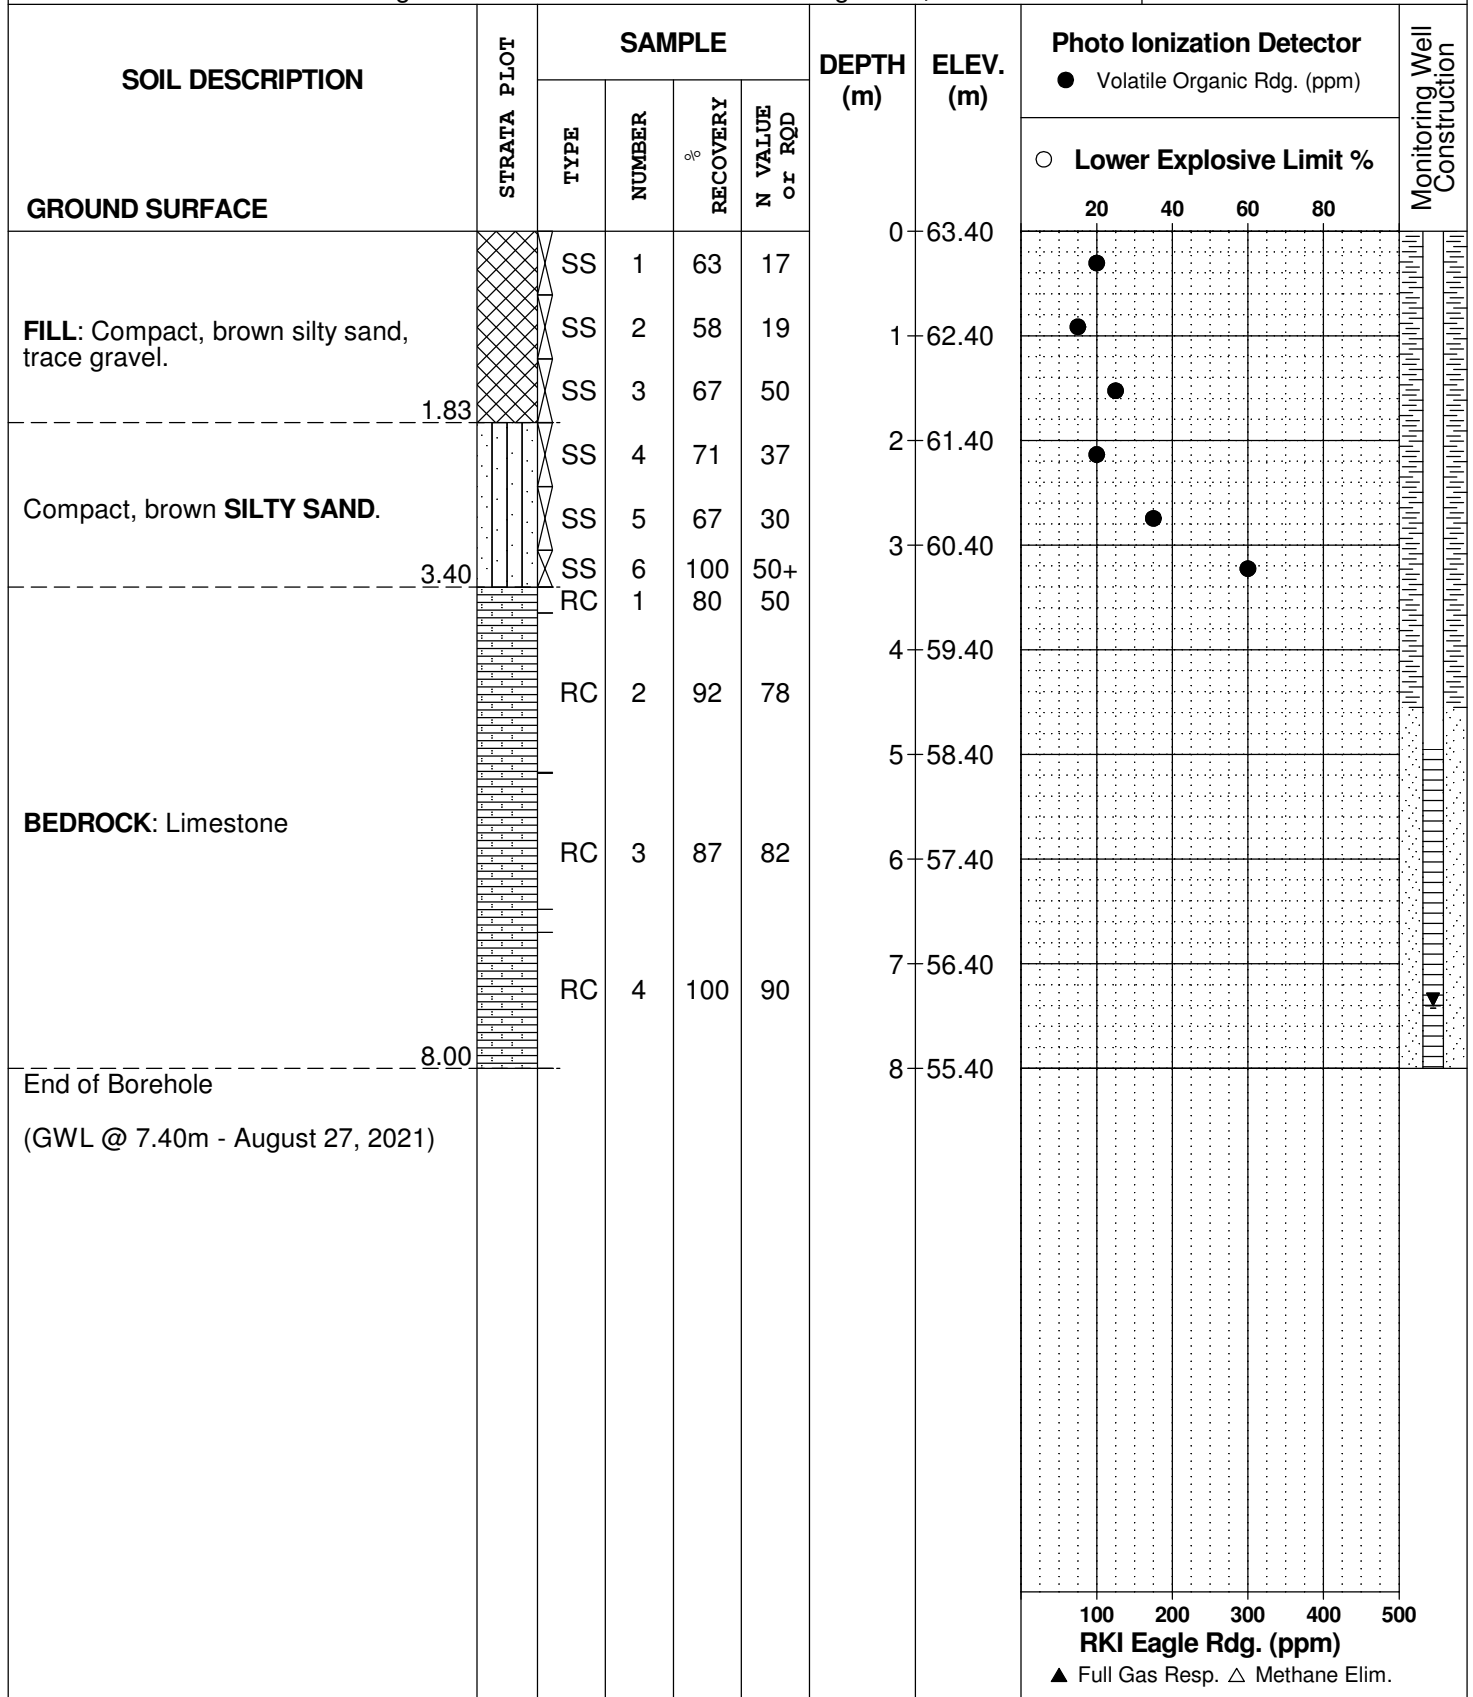 SOIL DESCRIPTION
GROUND SURFACE
STRATA PLOT
SAMPLE
TYPE
NUMBER
%
RECOVERY
N VALUE
or RQD
DEPTH
(m)
ELEV.
(m)
Photo Ionization Detector
● Volatile Organic Rdg. (ppm)
○ Lower Explosive Limit %
20 40 60 80
Monitoring Well
Construction
0 63.40
SS 1 63 17
FILL: Compact, brown silty sand,
trace gravel.
SS 2 58 19
1 62.40
SS 3 67 50
1.83
2 61.40
SS 4 71 37
Compact, brown SILTY SAND.
SS 5 67 30
3 60.40
SS 6 100 50+
3.40
RC 1 80 50
4 59.40
RC 2 92 78
5 58.40
BEDROCK: Limestone
RC 3 87 82
6 57.40
7 56.40
RC 4 100 90
8.00
8 55.40
End of Borehole
(GWL @ 7.40m - August 27, 2021)
100 200 300 400 500
RKI Eagle Rdg. (ppm)
▲ Full Gas Resp. △ Methane Elim.